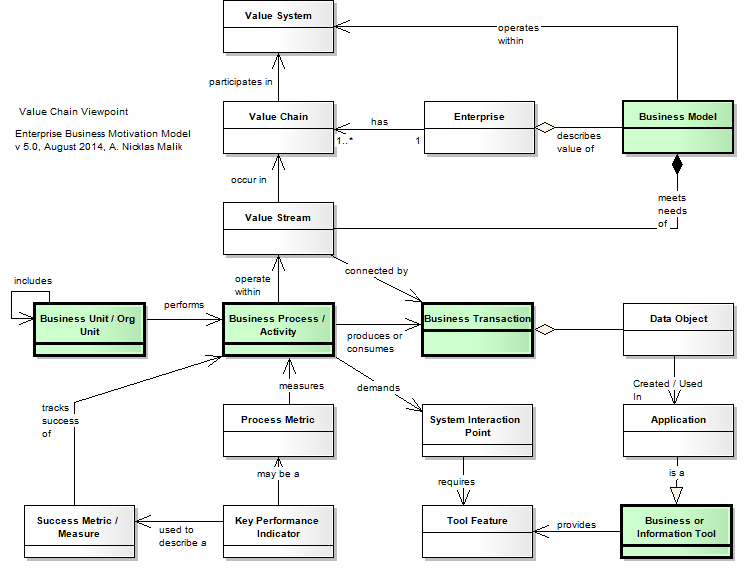 Value System
operates
within
participates in
Value Chain Viewpoint
Enterprise Business Motivation Model
v 5.0, August 2014, A. Nicklas Malik
Value Chain
has
1..*
1
Enterprise
describes
value of
Business Model
occur in
meets
needs
of
Value Stream
connected by
includes
operate
within
Business Unit / Org
Unit
performs
Business Process /
Activity
produces or
consumes
Business Transaction
Data Object
measures
demands
Created / Used
In
tracks
success
of
Process Metric
System Interaction
Point
Application
may be a
requires
is a
Success Metric /
Measure
used to
describe a
Key Performance
Indicator
Tool Feature
provides
Business or
Information Tool